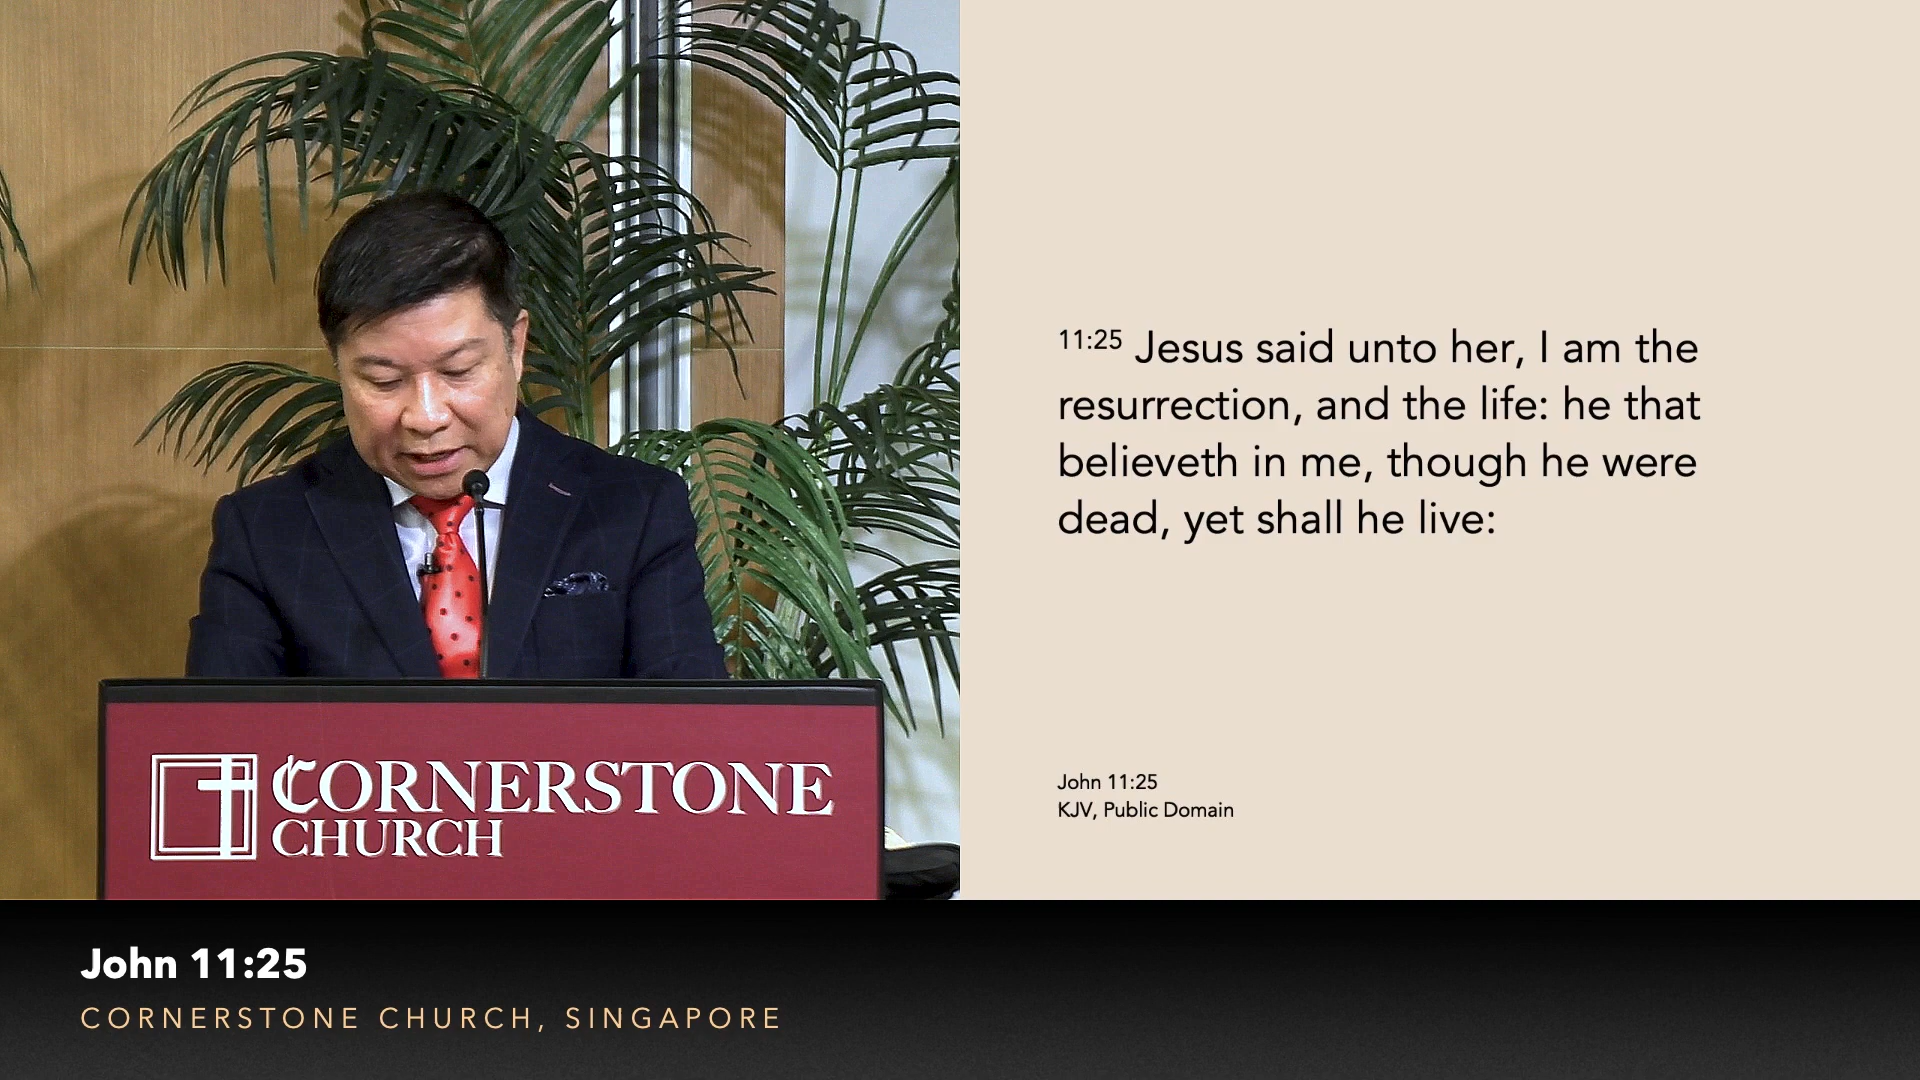 CORNERSTONE
CHURCH
11:25 Jesus said unto her, I am the
resurrection, and the life: he that
believeth in me, though he were
dead, yet shall he live:
John 11:25
KJV, Public Domain
John 11:25
CORNERSTONE CHURCH, SINGAPORE